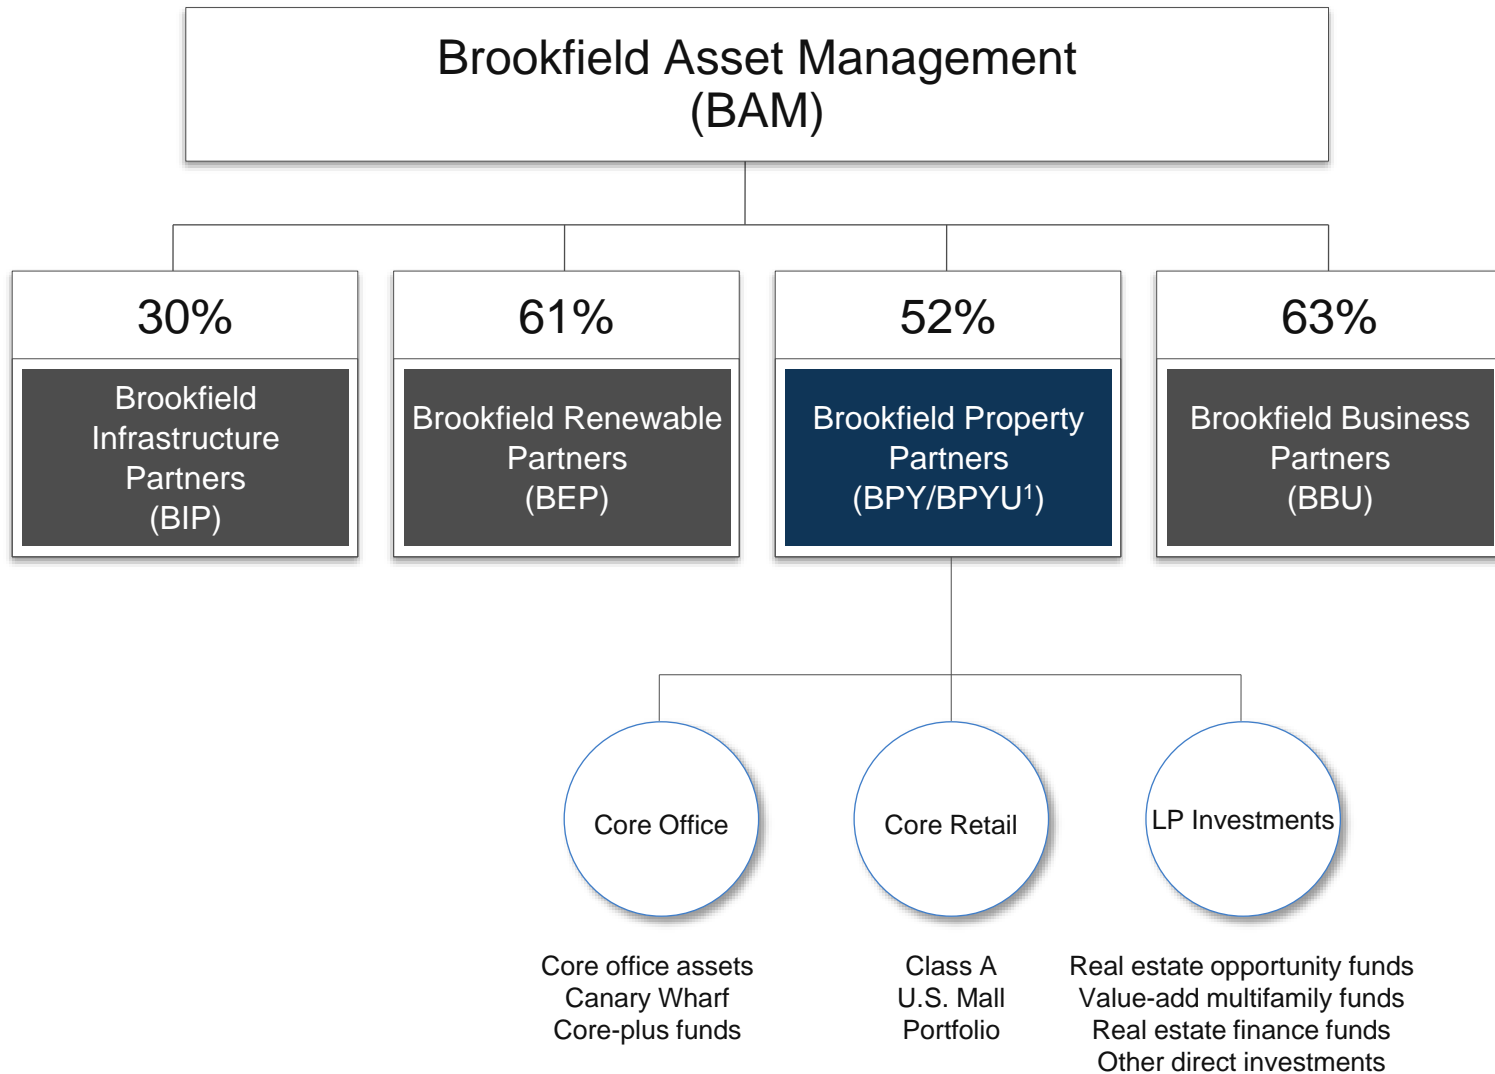 Brookfield Asset Management
(BAM)
30%
61%
52%
63%
Brookfield
Infrastructure
Partners
(BIP)
Brookfield Renewable
Partners
(BEP)
Brookfield Property
Partners
(BPY/BPYU¹)
Brookfield Business
Partners
(BBU)
Core Office
Core Retail
LP Investments
Core office assets
Canary Wharf
Core-plus funds
Class A
U.S. Mall
Portfolio
Real estate opportunity funds
Value-add multifamily funds
Real estate finance funds
Other direct investments